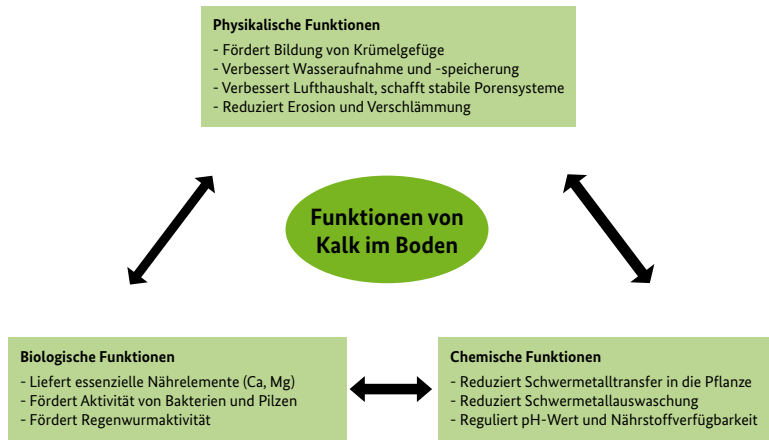 Physikalische Funktionen
- Fördert Bildung von Krümelgefüge
- Verbessert Wasseraufnahme und -speicherung
- Verbessert Lufthaushalt, schafft stabile Porensysteme
- Reduziert Erosion und Verschlämmung
Funktionen von
Kalk im Boden
Biologische Funktionen
- Liefert essenzielle Nährelemente (Ca, Mg)
- Fördert Aktivität von Bakterien und Pilzen
- Fördert Regenwurmaktivität
Chemische Funktionen
- Reduziert Schwermetalltransfer in die Pflanze
- Reduziert Schwermetallauswaschung
- Reguliert pH-Wert und Nährstoffverfügbarkeit